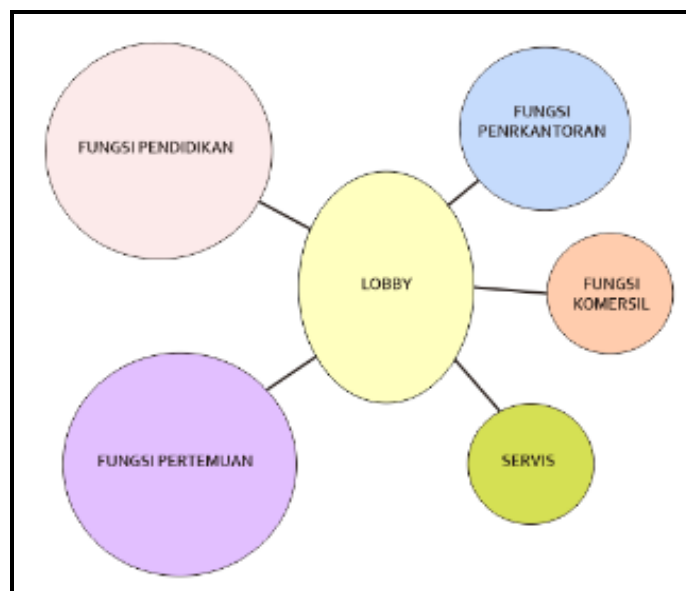 FUNGSI PENDIDIKAN
FUNGSI
PENRKANTORAN
LOBBY
FUNGSI
KOMERSIL
FUNGSI PERTEMUAN
SERVIS